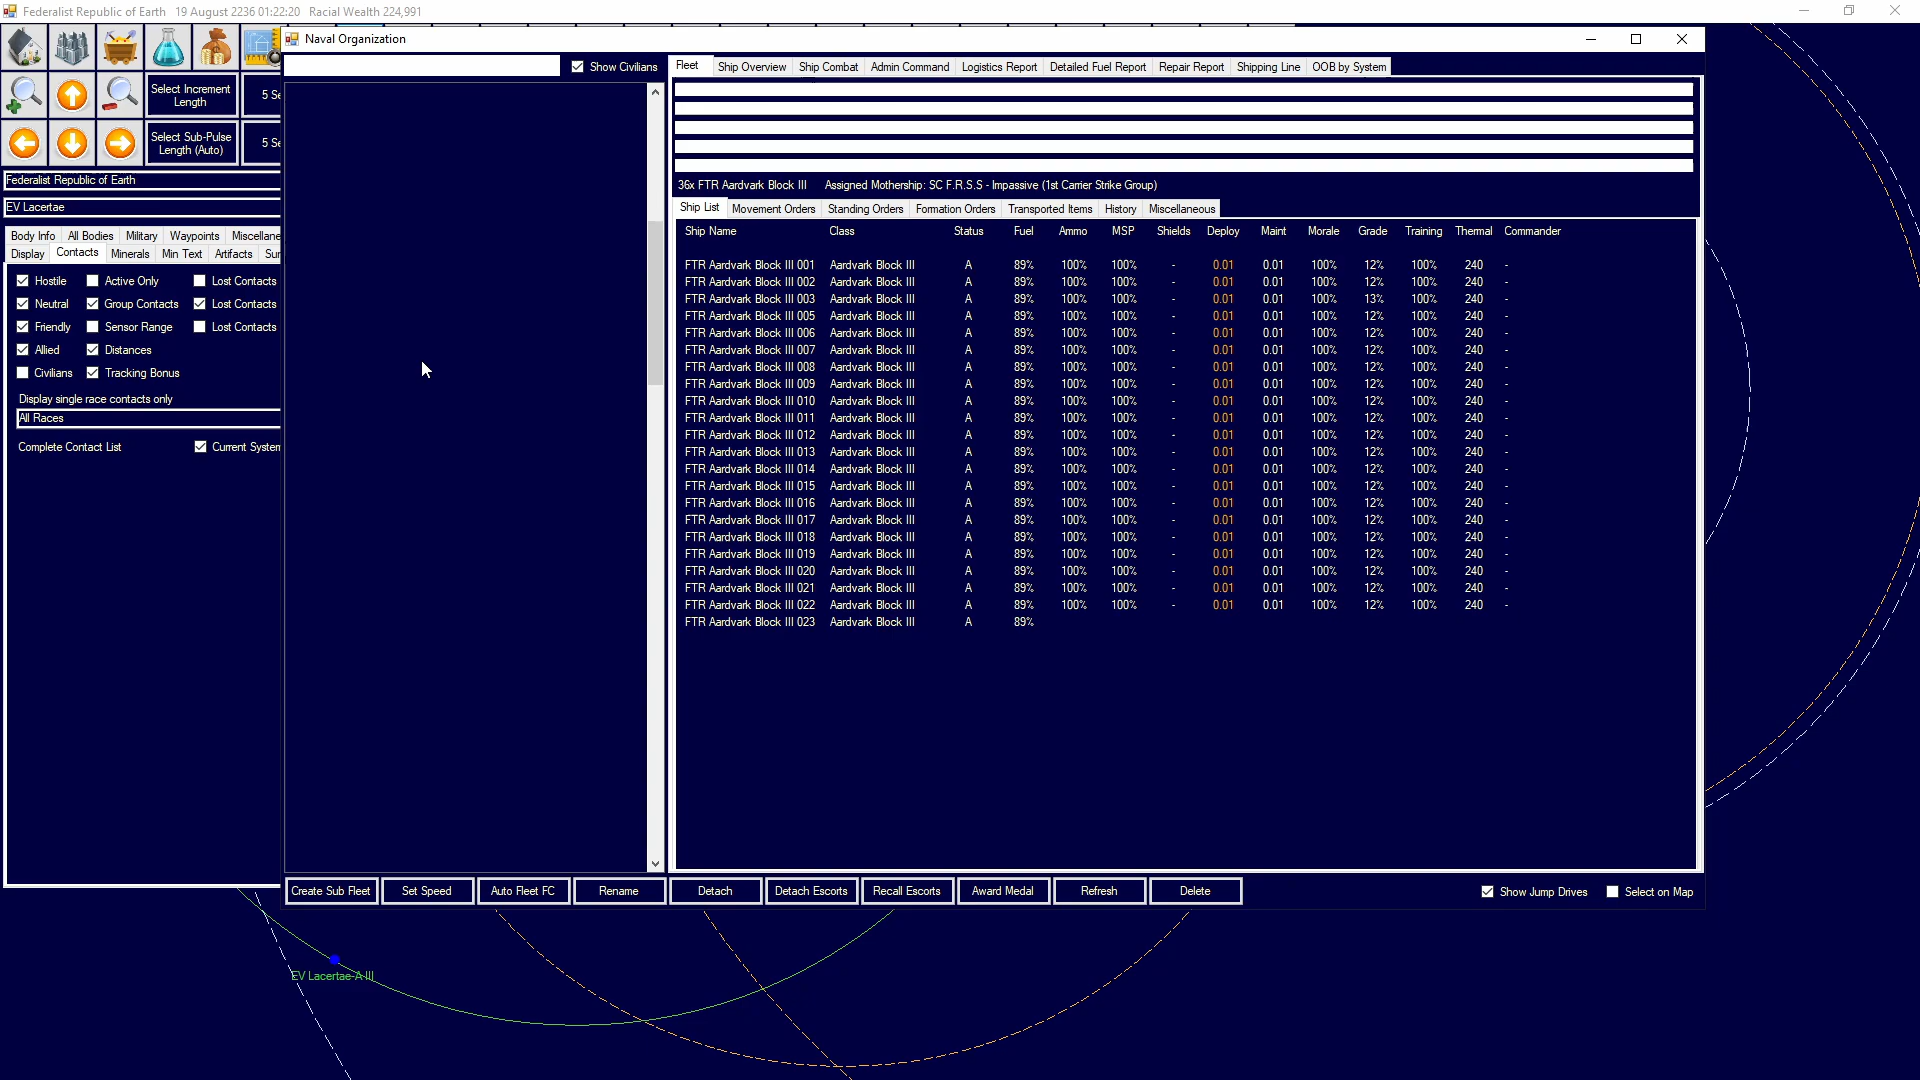 Federalist Republic of Earth 19 August 2236 01:22:20 Racial Wealth 224,991
Naval Organization
Show Civilians
Fleet Ship Overview Ship Combat Admin Command Logistics Report Detailed Fuel Report Repair Report Shipping Line OOB by System
Select Increment Length
5 Se
Select Sub-Pulse Length (Auto)
5 Se
Federalist Republic of Earth
EV Lacertae
Body Info All Bodies Military Waypoints Miscellane
Display Contacts Minerals Min Text Artifacts Sur
Hostile Active Only Lost Contacts
Neutral Group Contacts Lost Contacts
Friendly Sensor Range Lost Contacts
Allied Distances
Civilians Tracking Bonus
Display single race contacts only
All Races
Complete Contact List Current System
36x FTR Aardvark Block III Assigned Mothership: SC F.R.S.S - Impassive (1st Carrier Strike Group)
Ship List Movement Orders Standing Orders Formation Orders Transported Items History Miscellaneous
Ship Name Class Status Fuel Ammo MSP Shields Deploy Maint Morale Grade Training Thermal Commander
FTR Aardvark Block III 001 Aardvark Block III A 89% 100% 100% - 0.01 0.01 100% 12% 100% 240 -
FTR Aardvark Block III 002 Aardvark Block III A 89% 100% 100% - 0.01 0.01 100% 12% 100% 240 -
FTR Aardvark Block III 003 Aardvark Block III A 89% 100% 100% - 0.01 0.01 100% 13% 100% 240 -
FTR Aardvark Block III 005 Aardvark Block III A 89% 100% 100% - 0.01 0.01 100% 12% 100% 240 -
FTR Aardvark Block III 006 Aardvark Block III A 89% 100% 100% - 0.01 0.01 100% 12% 100% 240 -
FTR Aardvark Block III 007 Aardvark Block III A 89% 100% 100% - 0.01 0.01 100% 12% 100% 240 -
FTR Aardvark Block III 008 Aardvark Block III A 89% 100% 100% - 0.01 0.01 100% 12% 100% 240 -
FTR Aardvark Block III 009 Aardvark Block III A 89% 100% 100% - 0.01 0.01 100% 12% 100% 240 -
FTR Aardvark Block III 010 Aardvark Block III A 89% 100% 100% - 0.01 0.01 100% 12% 100% 240 -
FTR Aardvark Block III 011 Aardvark Block III A 89% 100% 100% - 0.01 0.01 100% 12% 100% 240 -
FTR Aardvark Block III 012 Aardvark Block III A 89% 100% 100% - 0.01 0.01 100% 12% 100% 240 -
FTR Aardvark Block III 013 Aardvark Block III A 89% 100% 100% - 0.01 0.01 100% 12% 100% 240 -
FTR Aardvark Block III 014 Aardvark Block III A 89% 100% 100% - 0.01 0.01 100% 12% 100% 240 -
FTR Aardvark Block III 015 Aardvark Block III A 89% 100% 100% - 0.01 0.01 100% 12% 100% 240 -
FTR Aardvark Block III 016 Aardvark Block III A 89% 100% 100% - 0.01 0.01 100% 12% 100% 240 -
FTR Aardvark Block III 017 Aardvark Block III A 89% 100% 100% - 0.01 0.01 100% 12% 100% 240 -
FTR Aardvark Block III 018 Aardvark Block III A 89% 100% 100% - 0.01 0.01 100% 12% 100% 240 -
FTR Aardvark Block III 019 Aardvark Block III A 89% 100% 100% - 0.01 0.01 100% 12% 100% 240 -
FTR Aardvark Block III 020 Aardvark Block III A 89% 100% 100% - 0.01 0.01 100% 12% 100% 240 -
FTR Aardvark Block III 021 Aardvark Block III A 89% 100% 100% - 0.01 0.01 100% 12% 100% 240 -
FTR Aardvark Block III 022 Aardvark Block III A 89% 100% 100% - 0.01 0.01 100% 12% 100% 240 -
FTR Aardvark Block III 023 Aardvark Block III A 89%
Create Sub Fleet Set Speed Auto Fleet FC Rename Detach Detach Escorts Recall Escorts Award Medal Refresh Delete Show Jump Drives Select on Map
EV Lacertae-A III